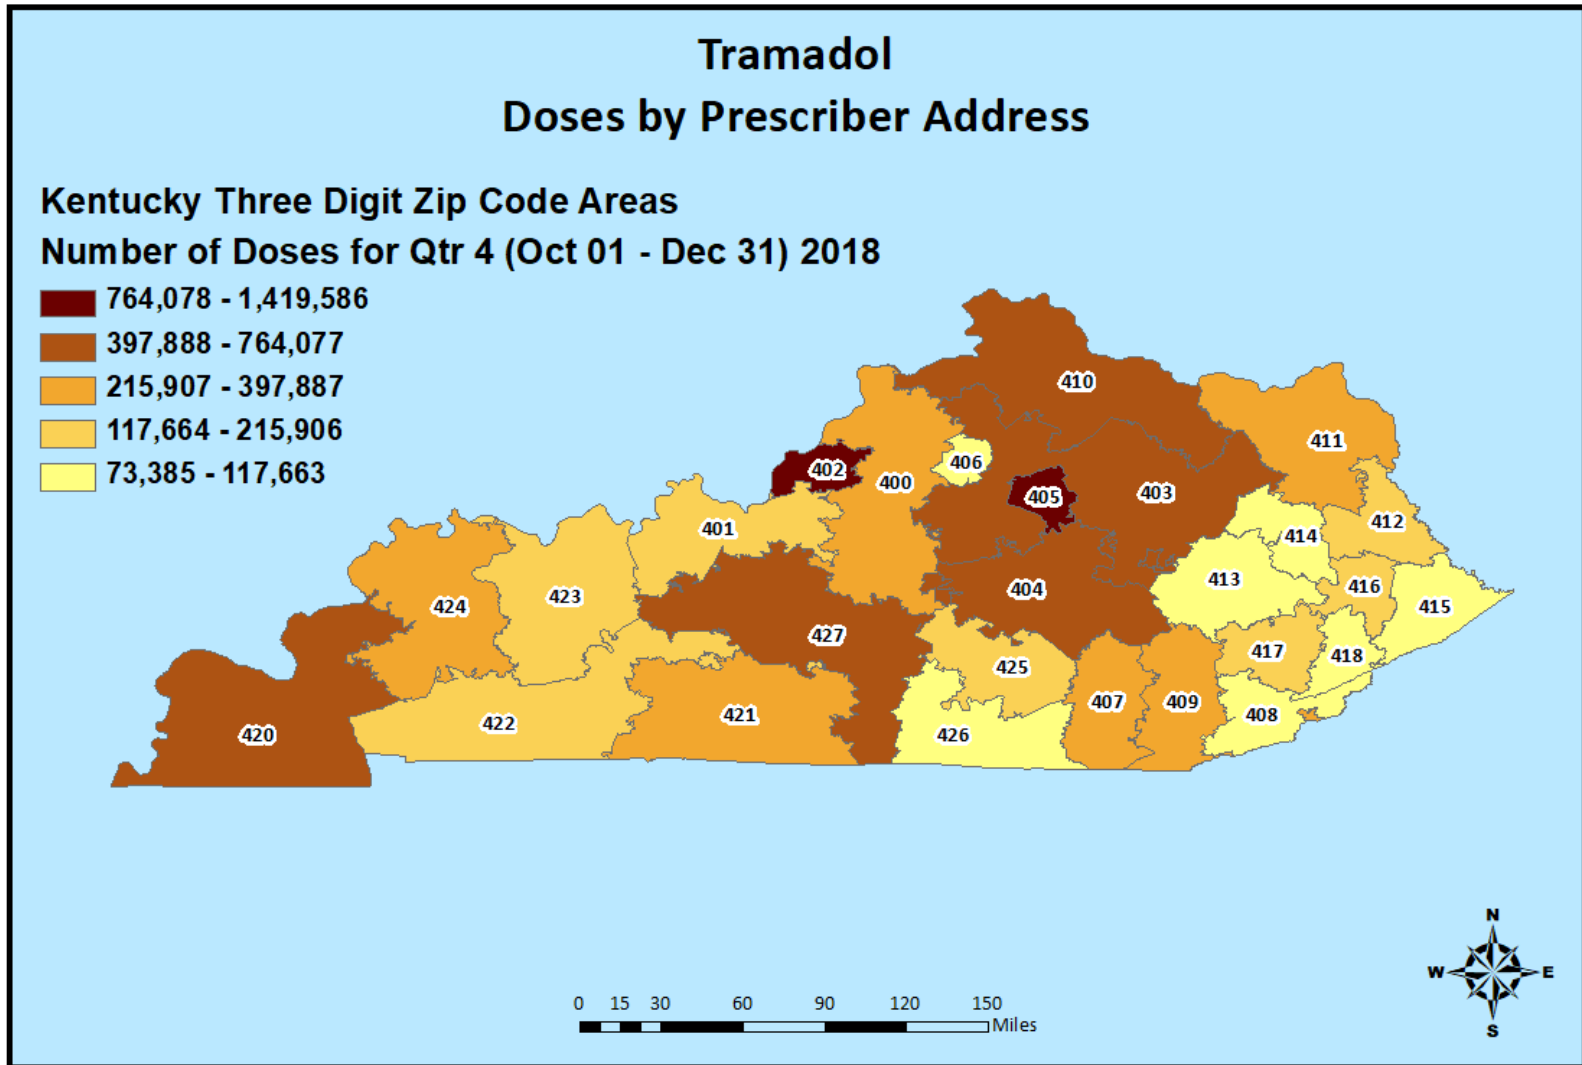 Tramadol
Doses by Prescriber Address
Kentucky Three Digit Zip Code Areas
Number of Doses for Qtr 4 (Oct 01 - Dec 31) 2018
764,078 - 1,419,586
397,888 - 764,077
215,907 - 397,887
117,664 - 215,906
73,385 - 117,663
410
411
402
406
400
405
403
412
401
414
413
404
416
415
424
423
427
417
418
425
407
409
408
421
422
426
420
N
W E
S
0 15 30 60 90 120 150
Miles